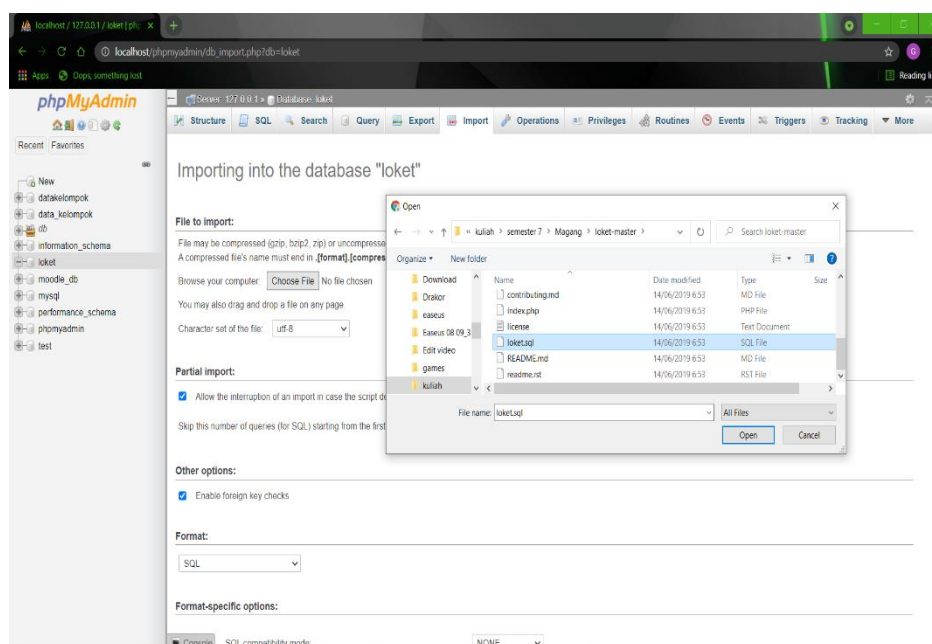 localhost / 127.0.0.1 / loket | ph
localhost/phpmyadmin/db_import.php?db=loket
G
Apps Oops, something lost
Reading li
phpMyAdmin
Server: 127.0.0.1 » Database: loket
Structure SQL Search Query Export Import Operations Privileges Routines Events Triggers Tracking More
Recent Favorites
New
datakelompok
data_kelompok
db
information_schema
loket
moodle_db
mysql
performance_schema
phpmyadmin
test
Importing into the database "loket"
File to import:
File may be compressed (gzip, bzip2, zip) or uncompresse
A compressed file's name must end in .[format].[compres
Browse your computer: Choose File No file chosen
You may also drag and drop a file on any page.
Character set of the file: utf-8
Partial import:
Allow the interruption of an import in case the script de
Skip this number of queries (for SQL) starting from the first
Other options:
Enable foreign key checks
Format:
SQL
Format-specific options:
Console SQL compatibility mode: NONE
Open
« kuliah > semester 7 > Magang > loket-master >
Search loket-master
Organize New folder
Download
Drakor
easeus
Easeus 08 09_3
Edit video
games
kuliah
Name Date modified Type Size
contributing.md 14/06/2019 6:53 MD File
index.php 14/06/2019 6:53 PHP File
license 14/06/2019 6:53 Text Document
loket.sql 14/06/2019 6:53 SQL File
README.md 14/06/2019 6:53 MD File
readme.rst 14/06/2019 6:53 RST File
File name: loket.sql All Files
Open Cancel